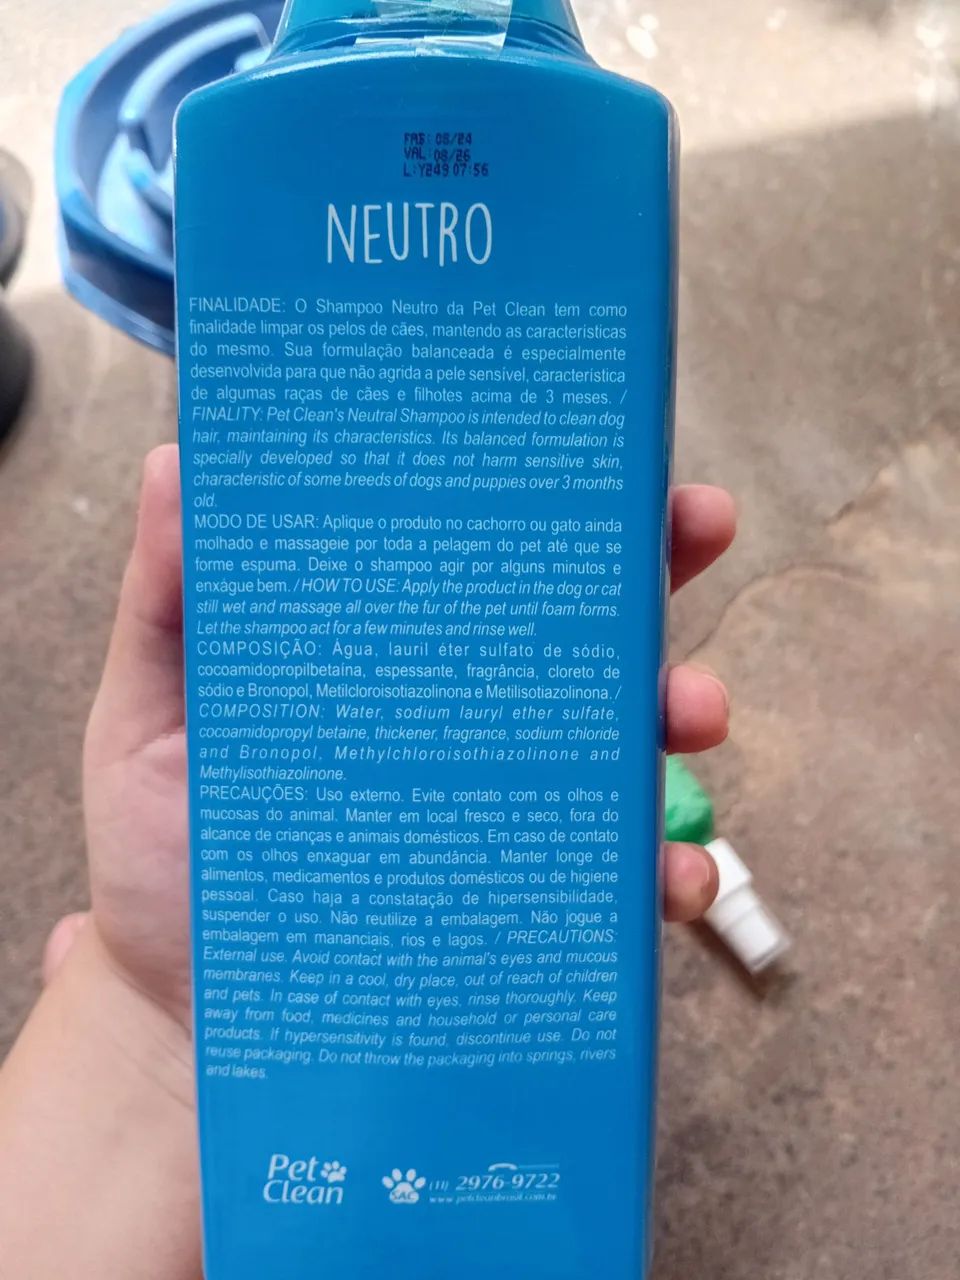 FAB: 08/24
VAL: 08/26
L:Y249 07:56
NEUTRO
FINALIDADE: O Shampoo Neutro da Pet Clean tem como
finalidade limpar os pelos de cães, mantendo as características
do mesmo. Sua formulação balanceada é especialmente
desenvolvida para que não agrida a pele sensível, característica
de algumas raças de cães e filhotes acima de 3 meses. /
FINALITY: Pet Clean's Neutral Shampoo is intended to clean dog
hair, maintaining its characteristics. Its balanced formulation is
specially developed so that it does not harm sensitive skin,
characteristic of some breeds of dogs and puppies over 3 months
old.
MODO DE USAR: Aplique o produto no cachorro ou gato ainda
molhado e massageie por toda a pelagem do pet até que se
forme espuma. Deixe o shampoo agir por alguns minutos e
enxágue bem. / HOW TO USE: Apply the product in the dog or cat
still wet and massage all over the fur of the pet until foam forms.
Let the shampoo act for a few minutes and rinse well.
COMPOSIÇÃO: Água, lauril éter sulfato de sódio,
cocoamidopropilbetaína, espessante, fragrância, cloreto de
sódio e Bronopol, Metilcloroisotiazolinona e Metilisotiazolinona. /
COMPOSITION: Water, sodium lauryl ether sulfate,
cocoamidopropyl betaine, thickener, fragrance, sodium chloride
and Bronopol, Methylchloroisothiazolinone and
Methylisothiazolinone.
PRECAUÇÕES: Uso externo. Evite contato com os olhos e
mucosas do animal. Manter em local fresco e seco, fora do
alcance de crianças e animais domésticos. Em caso de contato
com os olhos enxaguar em abundância. Manter longe de
alimentos, medicamentos e produtos domésticos ou de higiene
pessoal. Caso haja a constatação de hipersensibilidade,
suspender o uso. Não reutilize a embalagem. Não jogue a
embalagem em mananciais, rios e lagos. / PRECAUTIONS:
External use. Avoid contact with the animal's eyes and mucous
membranes. Keep in a cool, dry place, out of reach of children
and pets. In case of contact with eyes, rinse thoroughly. Keep
away from food, medicines and household or personal care
products. If hypersensitivity is found, discontinue use. Do not
reuse packaging. Do not throw the packaging into springs, rivers
and lakes.
Pet
Clean
SAC
(11) 2976-9722
www.petcleanbrasil.com.br